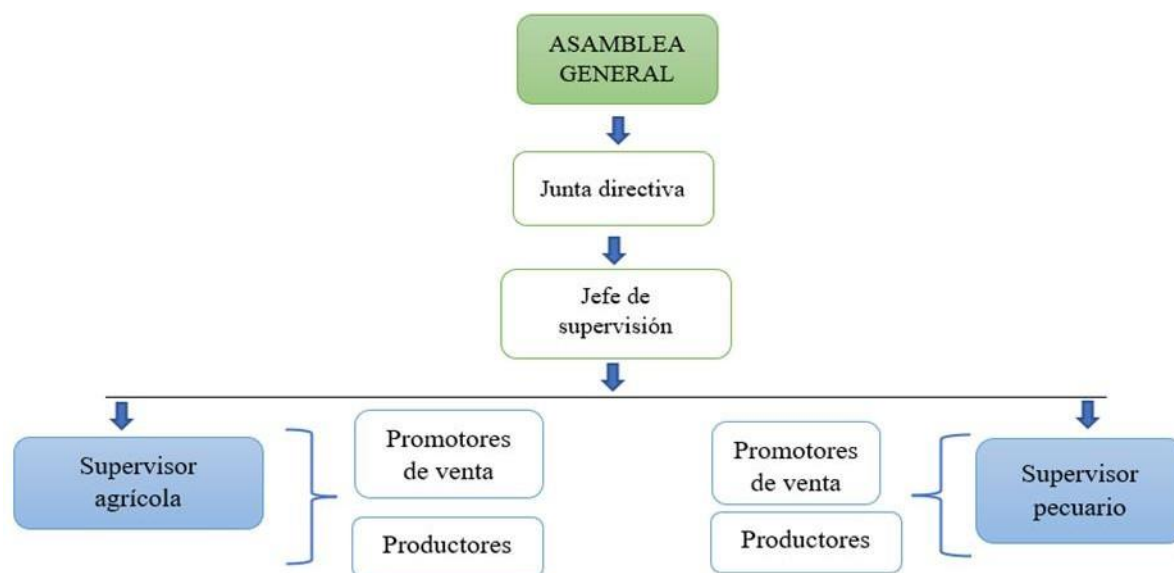 ASAMBLEA
GENERAL
Junta directiva
Jefe de
supervisión
Supervisor
agrícola
Promotores
de venta
Productores
Promotores
de venta
Productores
Supervisor
pecuario